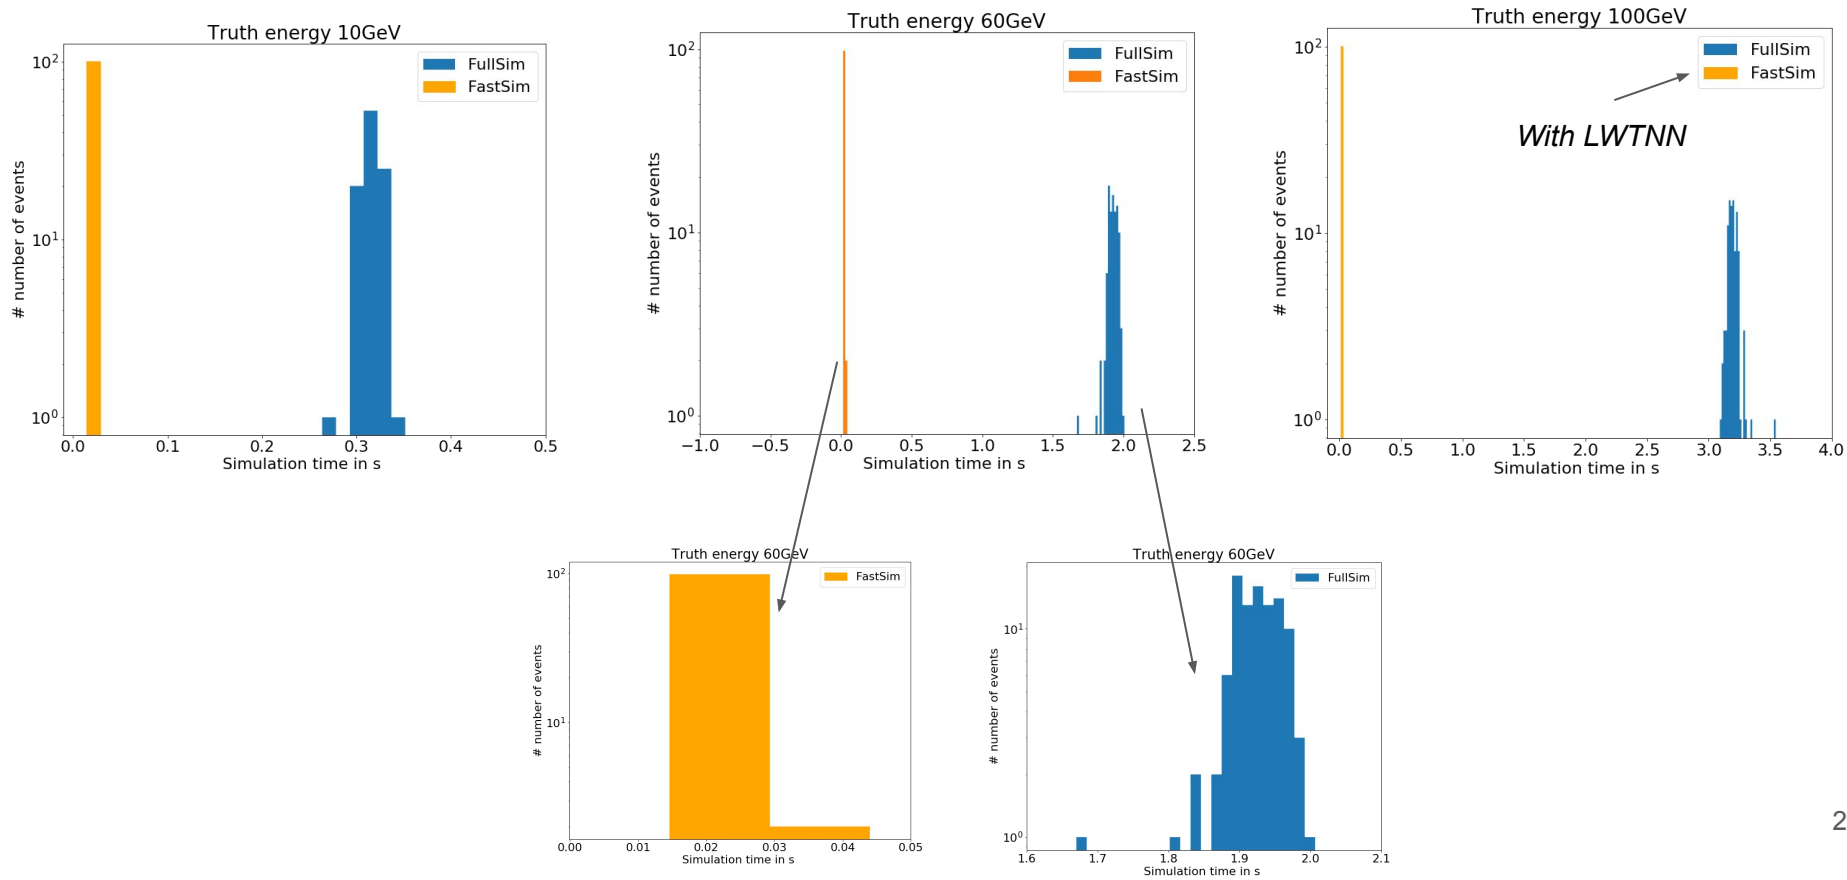 Truth energy 10GeV
FullSim
FastSim
10²
10¹
10⁰
# number of events
0.0 0.1 0.2 0.3 0.4 0.5
Simulation time in s
Truth energy 60GeV
FullSim
FastSim
10²
10¹
10⁰
# number of events
−1.0 −0.5 0.0 0.5 1.0 1.5 2.0 2.5
Simulation time in s
Truth energy 100GeV
FullSim
FastSim
With LWTNN
10²
10¹
10⁰
# number of events
0.0 0.5 1.0 1.5 2.0 2.5 3.0 3.5 4.0
Simulation time in s
Truth energy 60GeV
FastSim
10²
10¹
# number of events
0.00 0.01 0.02 0.03 0.04 0.05
Simulation time in s
Truth energy 60GeV
FullSim
10¹
10⁰
# number of events
1.6 1.7 1.8 1.9 2.0 2.1
Simulation time in s
2